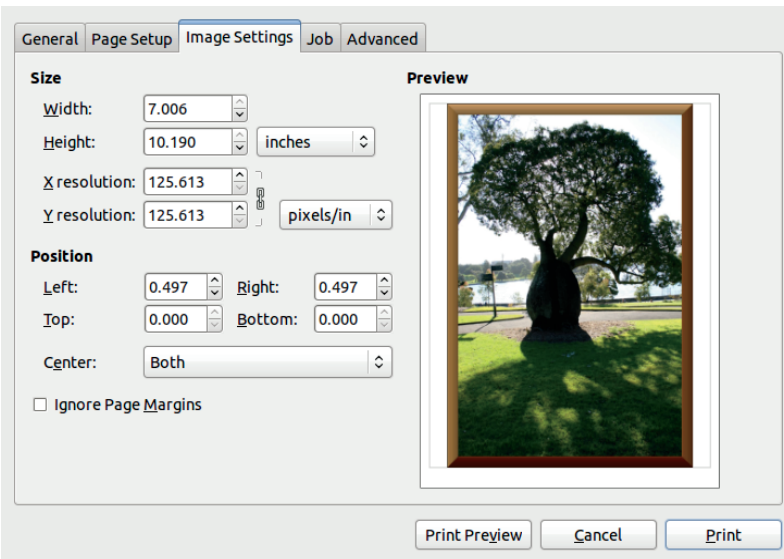 General Page Setup Image Settings Job Advanced
Size
Width: 7.006
Height: 10.190 inches
X resolution: 125.613
Y resolution: 125.613 pixels/in
Position
Left: 0.497 Right: 0.497
Top: 0.000 Bottom: 0.000
Center: Both
Ignore Page Margins
Preview
Print Preview Cancel Print